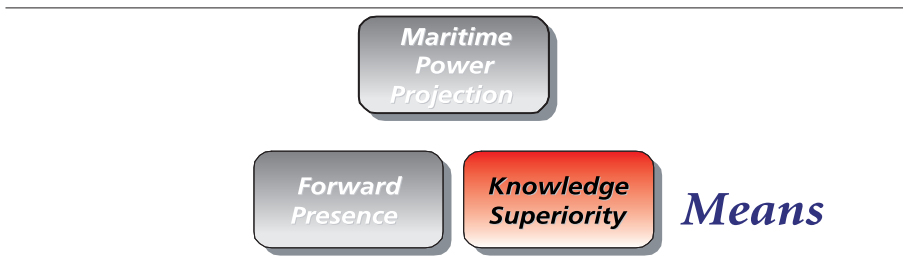 Maritime
Power
Projection
Forward
Presence
Knowledge
Superiority
Means